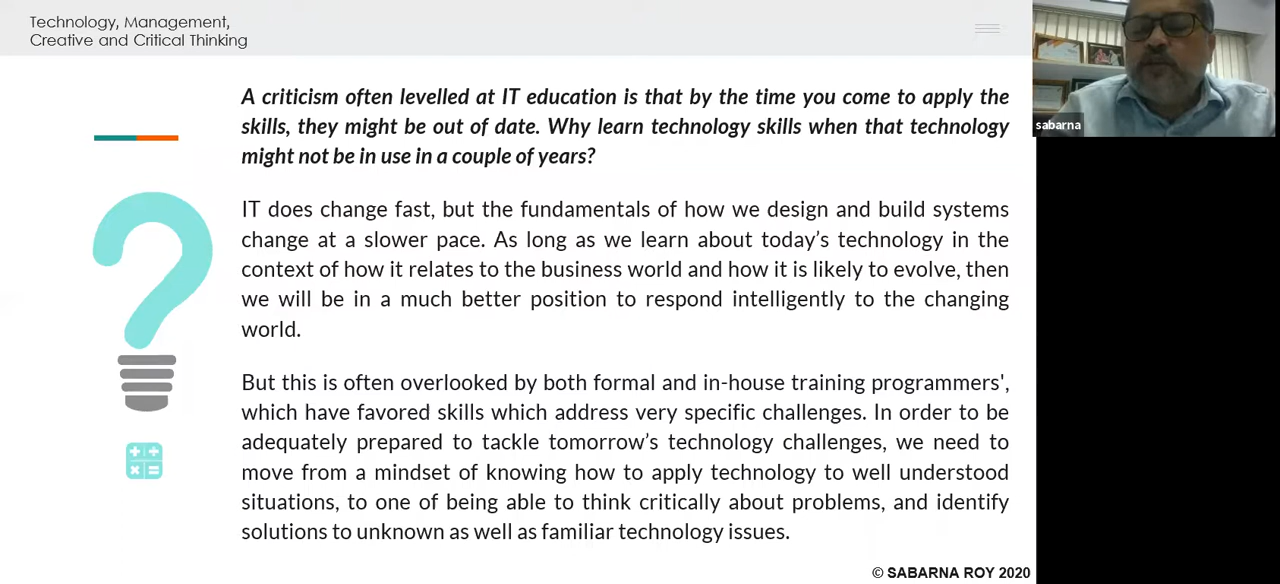 Technology, Management,
Creative and Critical Thinking
A criticism often levelled at IT education is that by the time you come to apply the
skills, they might be out of date. Why learn technology skills when that technology
might not be in use in a couple of years?
IT does change fast, but the fundamentals of how we design and build systems
change at a slower pace. As long as we learn about today’s technology in the
context of how it relates to the business world and how it is likely to evolve, then
we will be in a much better position to respond intelligently to the changing
world.
But this is often overlooked by both formal and in-house training programmers',
which have favored skills which address very specific challenges. In order to be
adequately prepared to tackle tomorrow’s technology challenges, we need to
move from a mindset of knowing how to apply technology to well understood
situations, to one of being able to think critically about problems, and identify
solutions to unknown as well as familiar technology issues.
© SABARNA ROY 2020
sabarna